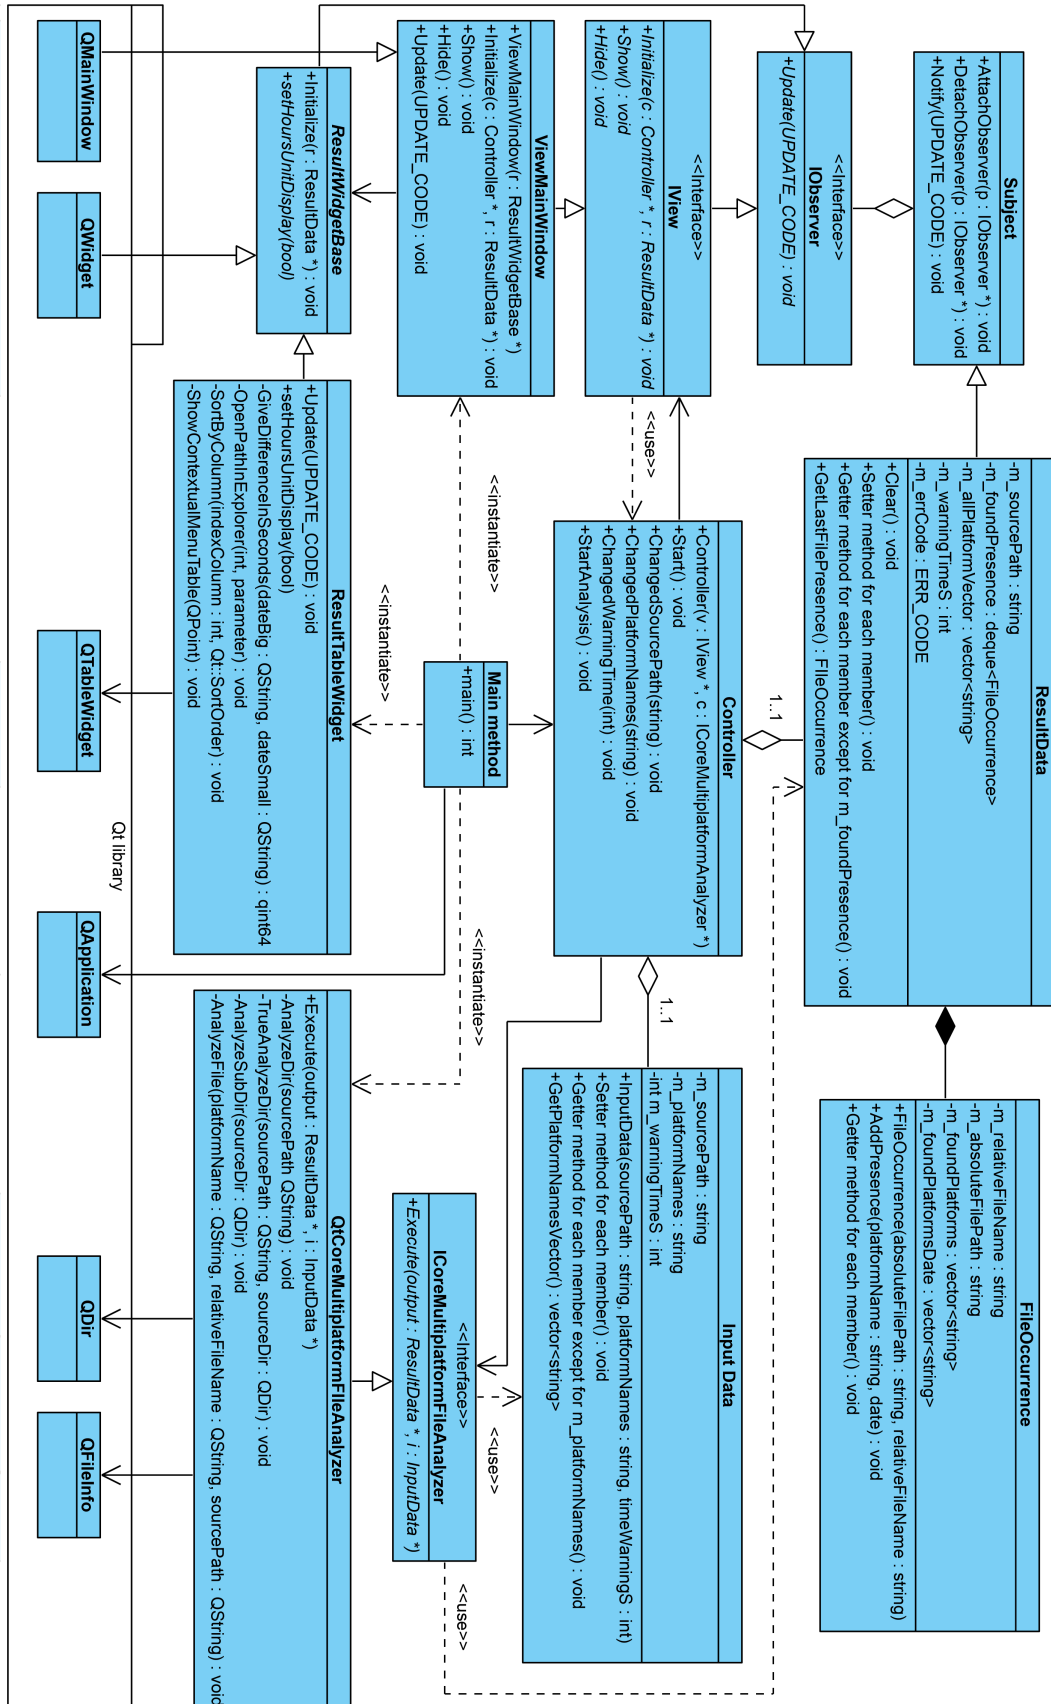 Subject
+AttachObserver(p : IObserver *) : void
+DetachObserver(p : IObserver *) : void
+Notify(UPDATE_CODE) : void
ResultData
-m_sourcePath : string
-m_foundPresence : deque<FileOccurrence>
-m_allPlatformVector : vector<string>
-m_warningTimeS : int
-m_errCode : ERR_CODE
+Clear() : void
+Setter method for each member() : void
+Getter method for each member except for m_foundPresence() : void
+GetLastFilePresence() : FIleOccurrence
FileOccurrence
-m_relativeFileName : string
-m_absoluteFilePath : string
-m_foundPlatforms : vector<string>
-m_foundPlatformsDate : vector<string>
+FileOccurrence(absoluteFilePath : string, relativeFileName : string)
+AddPresence(platformName : string, date) : void
+Getter method for each member() : void
<<Interface>>
IObserver
+Update(UPDATE_CODE) : void
<<Interface>>
IView
+Initialize(c : Controller *, r : ResultData *) : void
+Show() : void
+Hide() : void
<<use>>
1..1
Controller
+Controller(v : IView *, c : ICoreMultiplatformAnalyzer *)
+Start() : void
+ChangedSourcePath(string) : void
+ChangedPlatformNames(string) : void
+ChangedWarningTime(int) : void
+StartAnalysis() : void
1..1
Input Data
-m_sourcePath : string
-m_platformNames : string
-int m_warningTimeS : int
+InputData(sourcePath : string, platformNames : string, timeWarningS : int)
+Setter method for each member() : void
+Getter method for each member except for m_platformNames() : void
+GetPlatformNamesVector() : vector<string>
ViewMainWindow
+ViewMainWindow(r : ResultWidgetBase *)
+Initialize(c : Controller *, r : ResultData *) : void
+Show() : void
+Hide() : void
+Update(UPDATE_CODE) : void
<<instantiate>>
Main method
+main() : int
<<instantiate>>
<<instantiate>>
<<use>>
<<Interface>>
ICoreMultiplatformFileAnalyzer
+Execute(output : ResultData *, i : InputData *)
<<use>>
ResultWidgetBase
+Initialize(r : ResultData *) : void
+setHoursUnitDisplay(bool)
ResultTableWidget
+Update(UPDATE_CODE) : void
+setHoursUnitDisplay(bool)
-GiveDifferenceInSeconds(dateBig : QString, dateSmall : QString) : qint64
-OpenPathInExplorer(int, parameter) : void
-SortByColumn(indexColumn : int, Qt::SortOrder) : void
-ShowContextualMenuTable(QPoint) : void
QtCoreMultiplatformFIleAnalyzer
+Execute(output : ResultData *, i : InputData *)
-AnalyzeDir(sourcePath QString) : void
-TrueAnalyzeDir(sourcePath : QString, sourceDir : QDir) : void
-AnalyzeSubDir(sourceDir : QDir) : void
-AnalyzeFile(platformName : QString, relativeFileName : QString, sourcePath : QString) : void
Qt library
QMainWindow
QWidget
QTableWidget
QApplication
QDir
QFileInfo